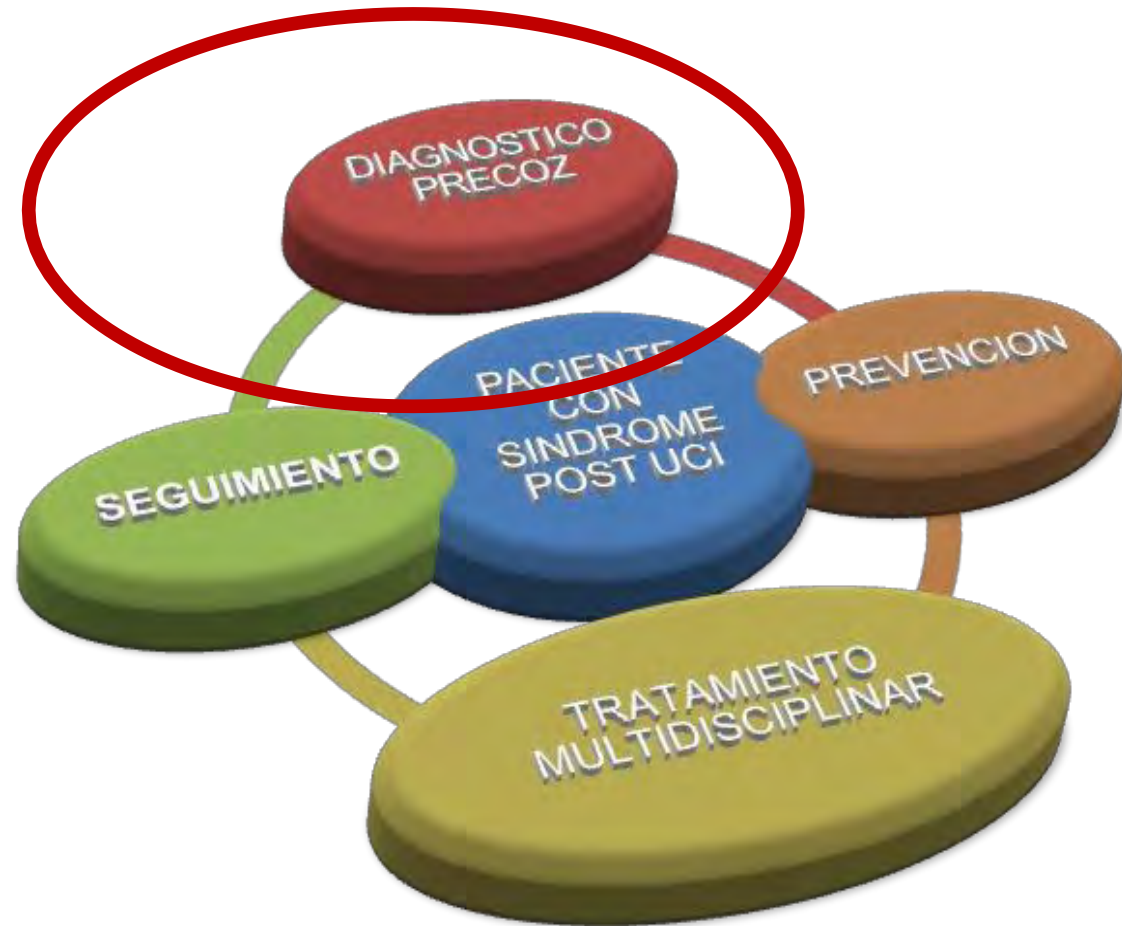 DIAGNOSTICO
PRECOZ
PREVENCION
PACIENTE
CON
SINDROME
POST UCI
SEGUIMIENTO
TRATAMIENTO
MULTIDISCIPLINAR